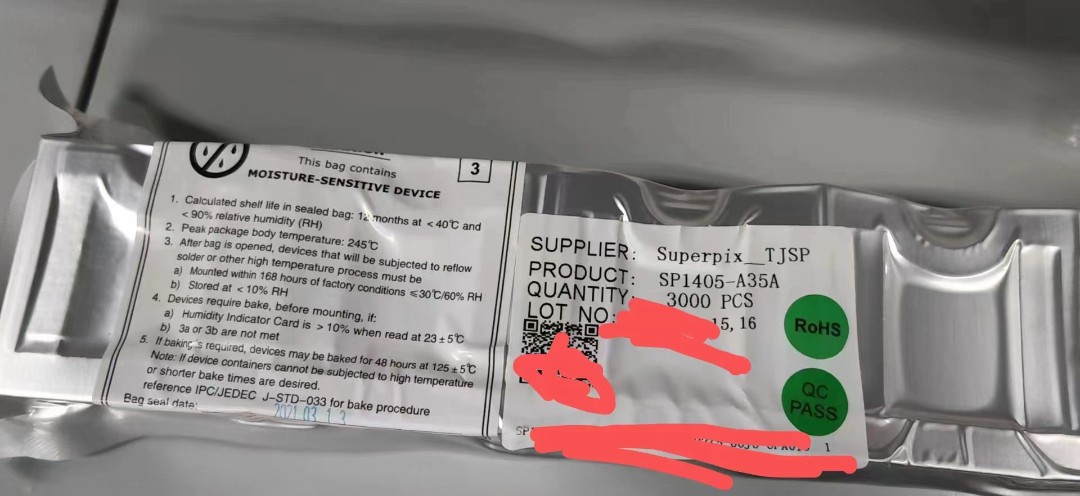 This bag contains
MOISTURE-SENSITIVE DEVICE
3
1. Calculated shelf life in sealed bag: 12 months at <40℃ and
<90% relative humidity (RH)
2. Peak package body temperature: 245℃
3. After bag is opened, devices that will be subjected to reflow
solder or other high temperature process must be
a) Mounted within 168 hours of factory conditions ≤30℃/60% RH
b) Stored at <10% RH
4. Devices require bake, before mounting, if:
a) Humidity Indicator Card is >10% when read at 23±5℃
b) 3a or 3b are not met
5. If baking is required, devices may be baked for 48 hours at 125±5℃
Note: If device containers cannot be subjected to high temperature
or shorter bake times are desired.
reference IPC/JEDEC J-STD-033 for bake procedure
Bag seal date:
2021.03.13
SUPPLIER: Superpix_TJSP
PRODUCT: SP1405-A35A
QUANTITY: 3000 PCS
LOT NO: 15,16
RoHS
QC
PASS
1